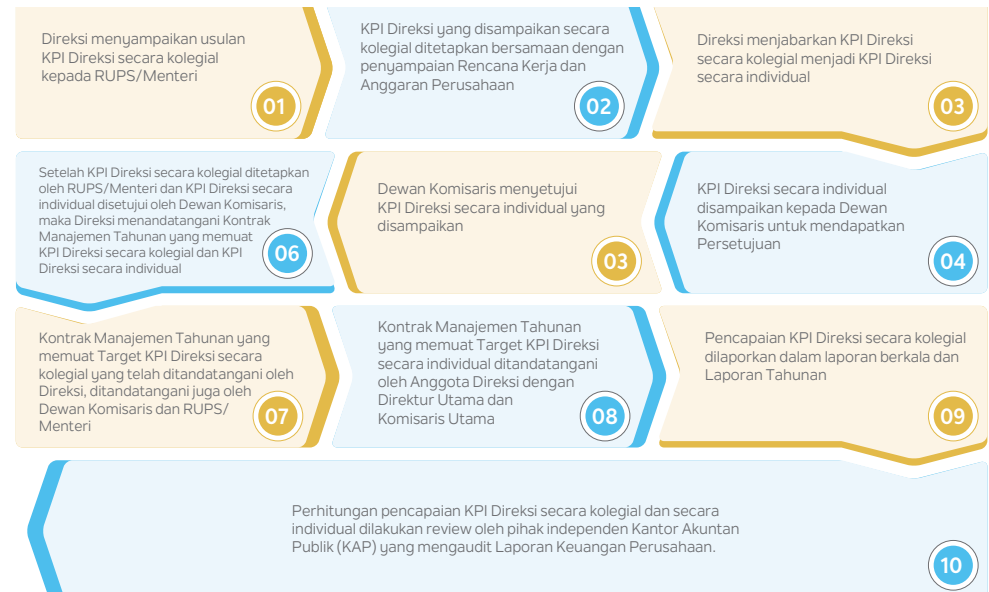 Direksi menyampaikan usulan
KPI Direksi secara kolegial
kepada RUPS/Menteri
01
KPI Direksi yang disampaikan secara
kolegial ditetapkan bersamaan dengan
penyampaian Rencana Kerja dan
Anggaran Perusahaan
02
Direksi menjabarkan KPI Direksi
secara kolegial menjadi KPI Direksi
secara individual
03
KPI Direksi secara individual
disampaikan kepada Dewan
Komisaris untuk mendapatkan
Persetujuan
04
Dewan Komisaris menyetujui
KPI Direksi secara individual yang
disampaikan
03
Setelah KPI Direksi secara kolegial ditetapkan
oleh RUPS/Menteri dan KPI Direksi secara
individual disetujui oleh Dewan Komisaris,
maka Direksi menandatangani Kontrak
Manajemen Tahunan yang memuat
KPI Direksi secara kolegial dan KPI
Direksi secara individual
06
Kontrak Manajemen Tahunan yang
memuat Target KPI Direksi secara
kolegial yang telah ditandatangani oleh
Direksi, ditandatangani juga oleh
Dewan Komisaris dan RUPS/
Menteri
07
Kontrak Manajemen Tahunan
yang memuat Target KPI Direksi
secara individual ditandatangani
oleh Anggota Direksi dengan
Direktur Utama dan
Komisaris Utama
08
Pencapaian KPI Direksi secara kolegial
dilaporkan dalam laporan berkala dan
Laporan Tahunan
09
Perhitungan pencapaian KPI Direksi secara kolegial dan secara
individual dilakukan review oleh pihak independen Kantor Akuntan
Publik (KAP) yang mengaudit Laporan Keuangan Perusahaan.
10